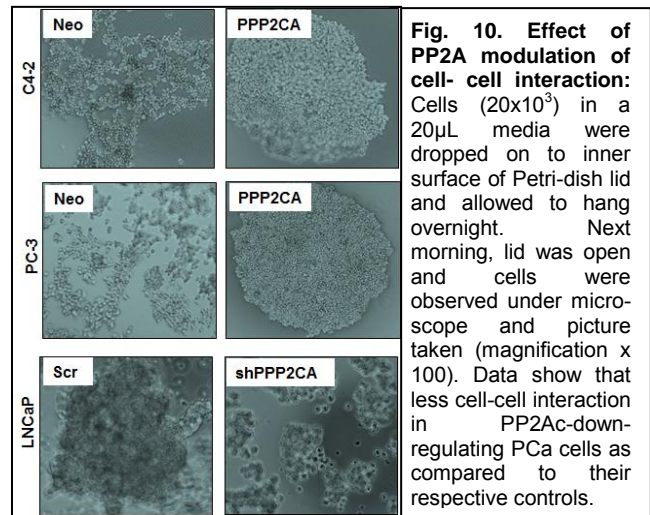 Neo
PPP2CA
C4-2
Neo
PPP2CA
PC-3
Scr
shPPP2CA
LNCaP
Fig. 10. Effect of
PP2A modulation of
cell- cell interaction:
Cells (20x10³) in a
20µL media were
dropped on to inner
surface of Petri-dish lid
and allowed to hang
overnight. Next
morning, lid was open
and cells were
observed under micro-
scope and picture
taken (magnification x
100). Data show that
less cell-cell interaction
in PP2Ac-down-
regulating PCa cells as
compared to their
respective controls.